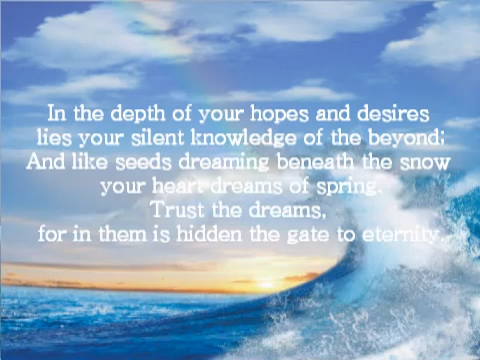 In the depth of your hopes and desires
lies your silent knowledge of the beyond;
And like seeds dreaming beneath the snow
your heart dreams of spring.
Trust the dreams,
for in them is hidden the gate to eternity.